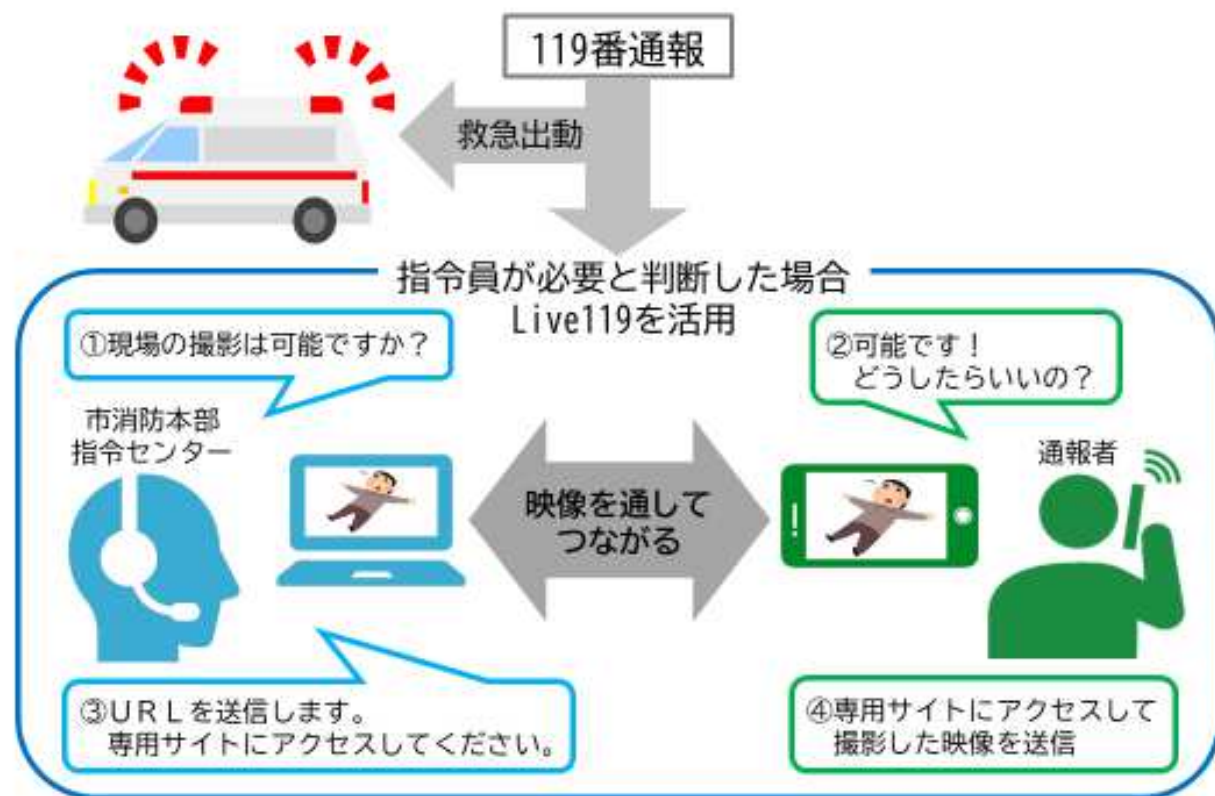 119番通報
救急出動
指令員が必要と判断した場合
Live119を活用
①現場の撮影は可能ですか？
②可能です！
どうしたらいいの？
市消防本部
指令センター
通報者
映像を通して
つながる
③ＵＲＬを送信します。
専用サイトにアクセスしてください。
④専用サイトにアクセスして
撮影した映像を送信